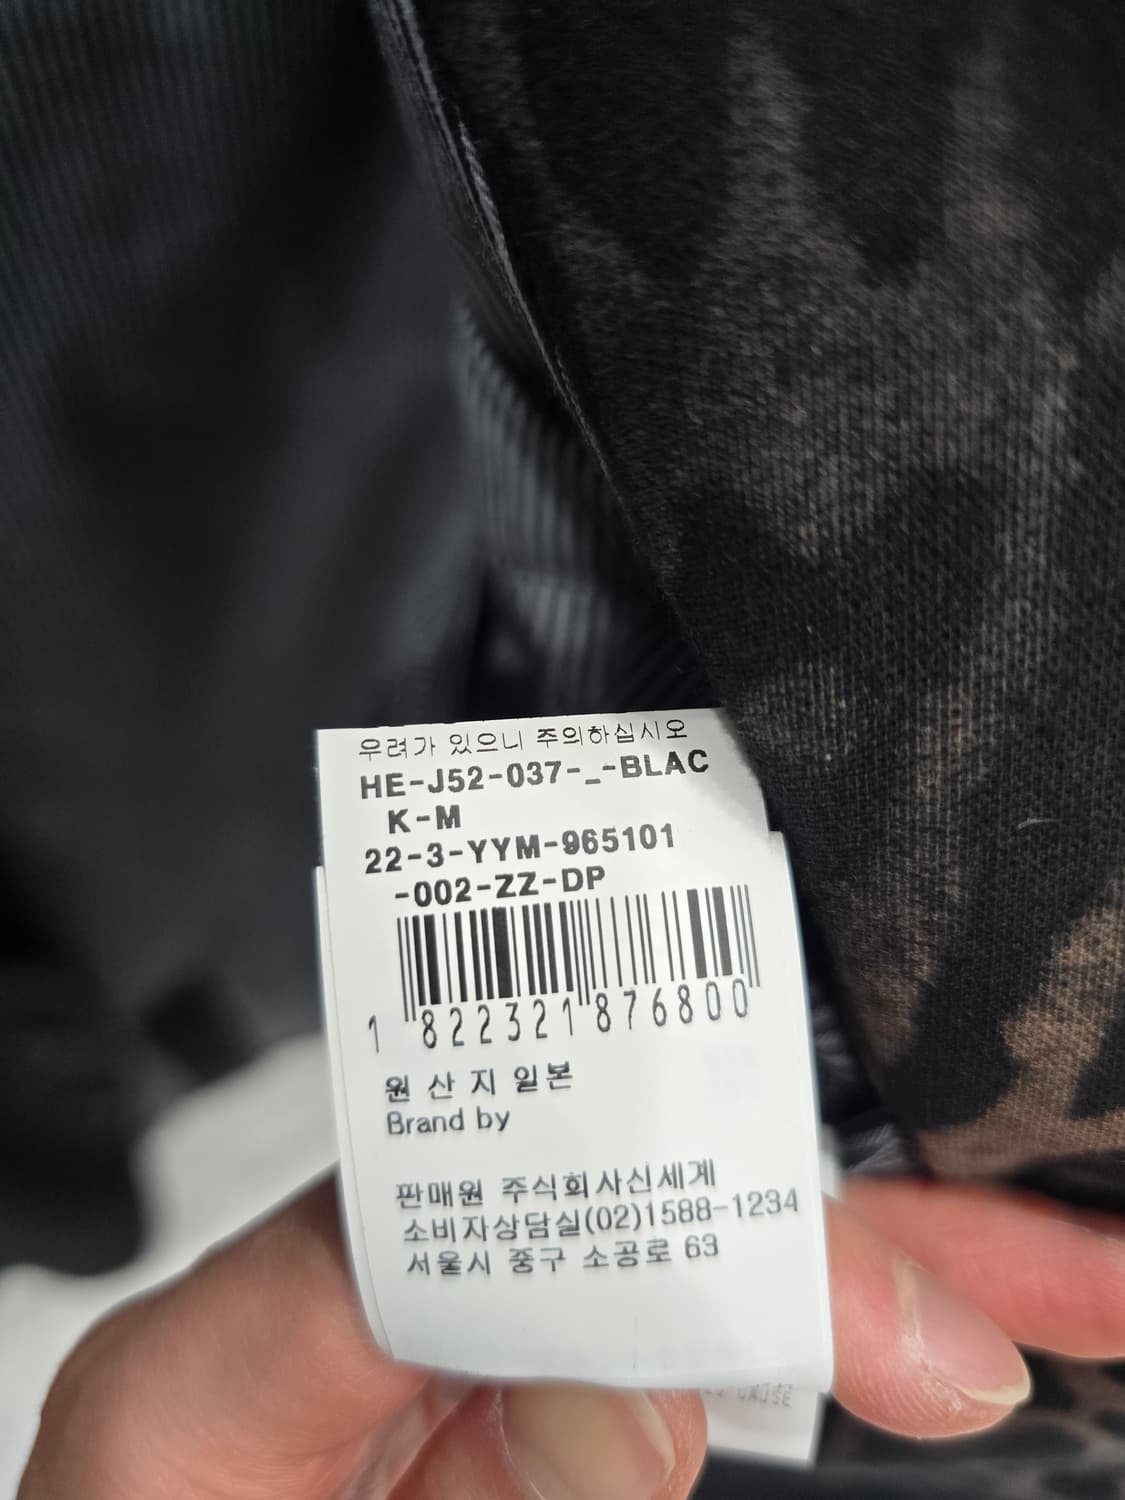 우려가 있으니 주의하십시오
HE-J52-037-_-BLAC
K-M
22-3-YYM-965101
-002-ZZ-DP
1 822321 876800
원 산 지 일본
Brand by
판매원 주식회사신세계
소비자상담실(02)1588-1234
서울시 중구 소공로 63